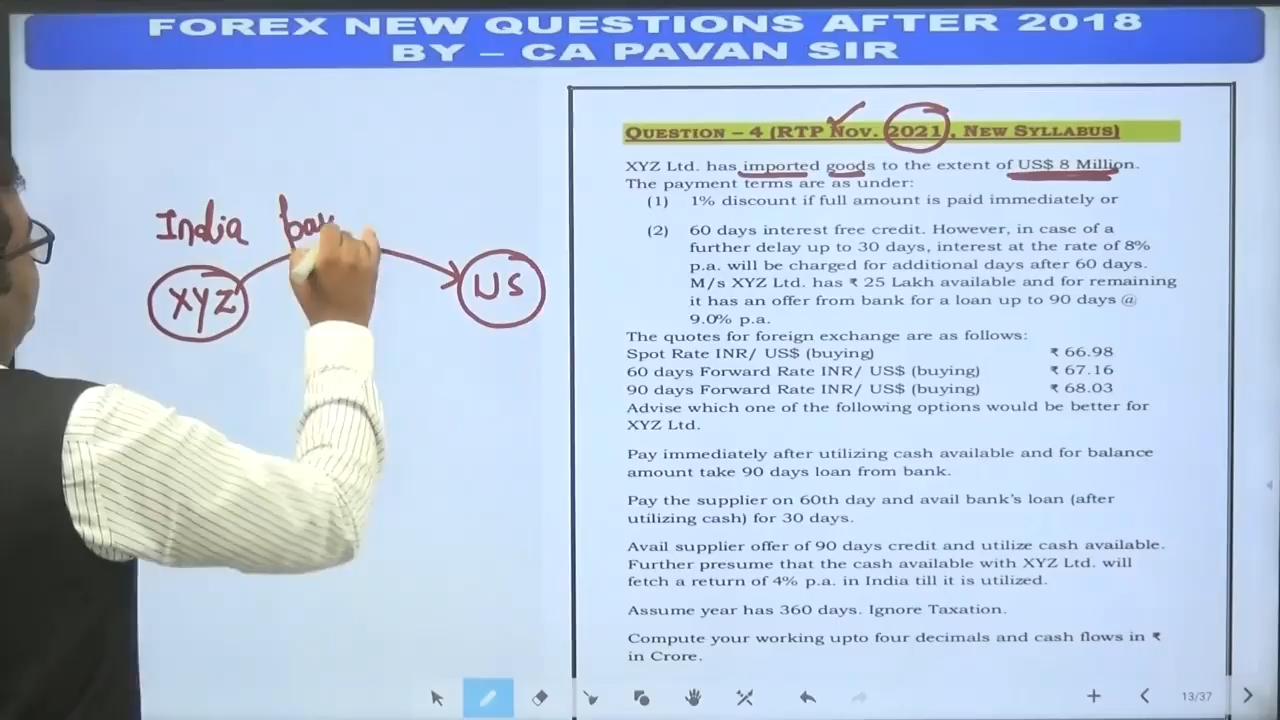 FOREX NEW QUESTIONS AFTER 2018
BY – CA PAVAN SIR
QUESTION – 4 (RTP NOV. 2021, NEW SYLLABUS)
XYZ Ltd. has imported goods to the extent of US$ 8 Million.
The payment terms are as under:
(1) 1% discount if full amount is paid immediately or
(2) 60 days interest free credit. However, in case of a
further delay up to 30 days, interest at the rate of 8%
p.a. will be charged for additional days after 60 days.
M/s XYZ Ltd. has ₹ 25 Lakh available and for remaining
it has an offer from bank for a loan up to 90 days @
9.0% p.a.
The quotes for foreign exchange are as follows:
Spot Rate INR/ US$ (buying) ₹ 66.98
60 days Forward Rate INR/ US$ (buying) ₹ 67.16
90 days Forward Rate INR/ US$ (buying) ₹ 68.03
Advise which one of the following options would be better for
XYZ Ltd.
Pay immediately after utilizing cash available and for balance
amount take 90 days loan from bank.
Pay the supplier on 60th day and avail bank's loan (after
utilizing cash) for 30 days.
Avail supplier offer of 90 days credit and utilize cash available.
Further presume that the cash available with XYZ Ltd. will
fetch a return of 4% p.a. in India till it is utilized.
Assume year has 360 days. Ignore Taxation.
Compute your working upto four decimals and cash flows in ₹
in Crore.
India
XYZ
US
13/37